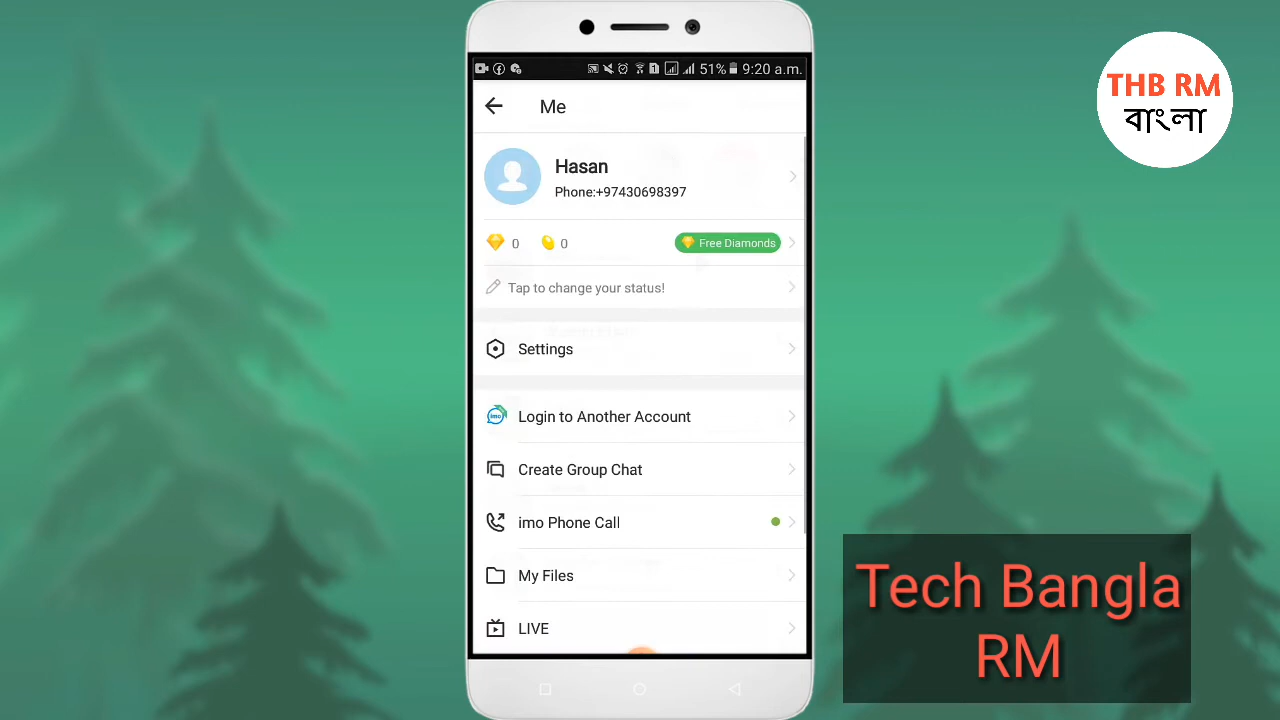 51% 9:20 a.m.
Me
Hasan
Phone:+97430698397
0 0 Free Diamonds
Tap to change your status!
Settings
imo Login to Another Account
Create Group Chat
imo Phone Call
My Files
LIVE
THB RM
বাংলা
Tech Bangla
RM